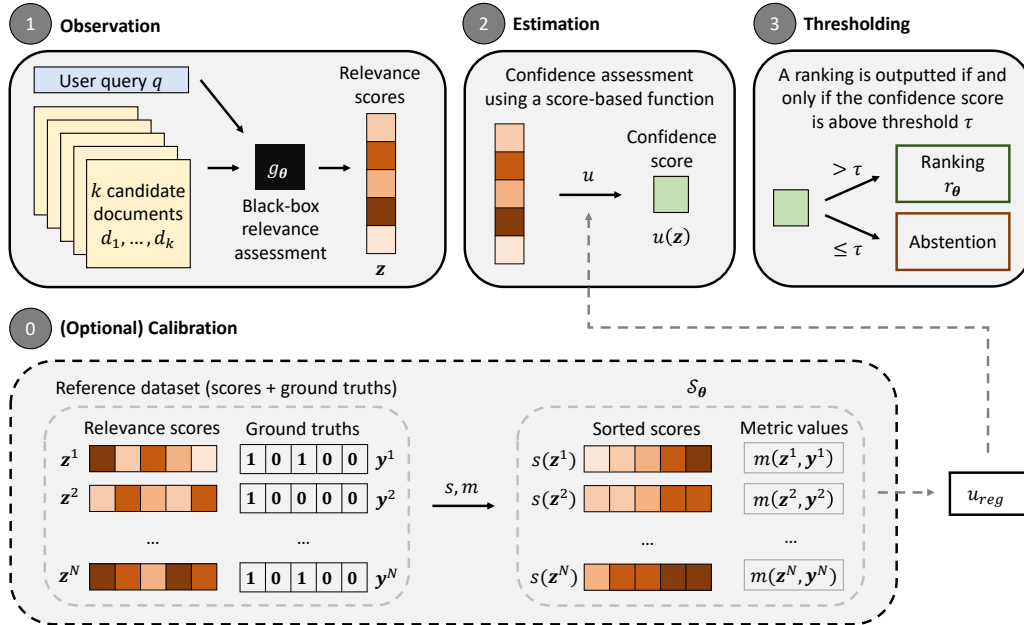 1 Observation
User query q
k candidate
documents
d₁, …, dₖ
g_θ
Black-box
relevance
assessment
Relevance
scores
z
2 Estimation
Confidence assessment
using a score-based function
u
Confidence
score
u(z)
3 Thresholding
A ranking is outputted if and
only if the confidence score
is above threshold τ
> τ
≤ τ
Ranking
r_θ
Abstention
0 (Optional) Calibration
Reference dataset (scores + ground truths)
Relevance scores Ground truths
z¹ 1 0 1 0 0 y¹
z² 1 0 0 0 0 y²
... ...
zᴺ 1 0 1 0 0 yᴺ
s, m
S_θ
Sorted scores Metric values
s(z¹) m(z¹, y¹)
s(z²) m(z², y²)
... ...
s(zᴺ) m(zᴺ, yᴺ)
u_reg